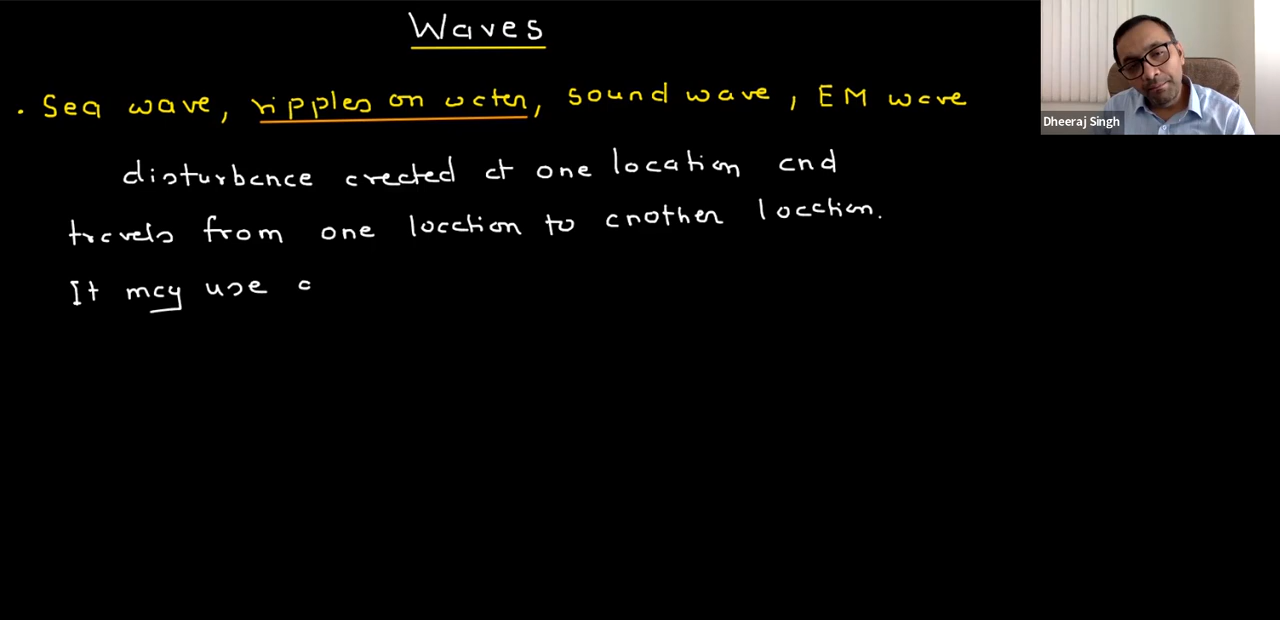 Waves
. Sea wave, ripples on water, sound wave, EM wave
disturbance created at one location and
travels from one location to another location.
It may use a
Dheeraj Singh